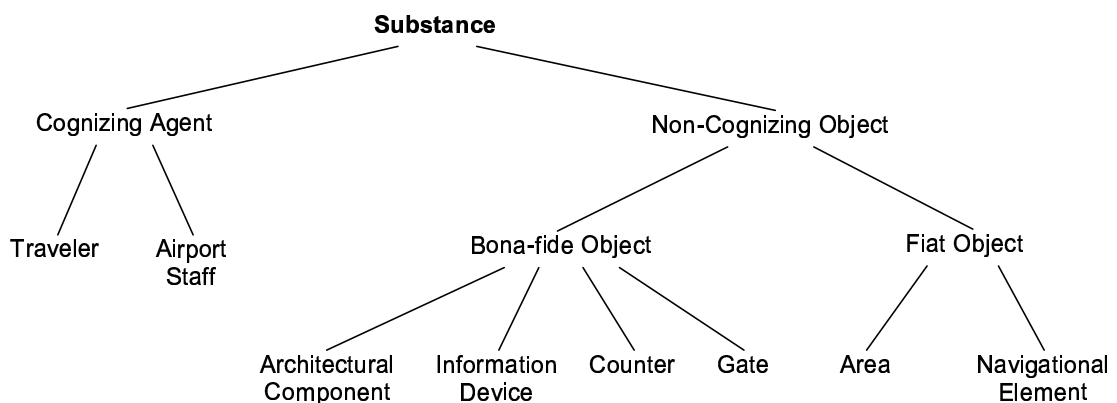 Substance
Cognizing Agent
Non-Cognizing Object
Traveler
Airport
Staff
Bona-fide Object
Fiat Object
Architectural
Component
Information
Device
Counter
Gate
Area
Navigational
Element